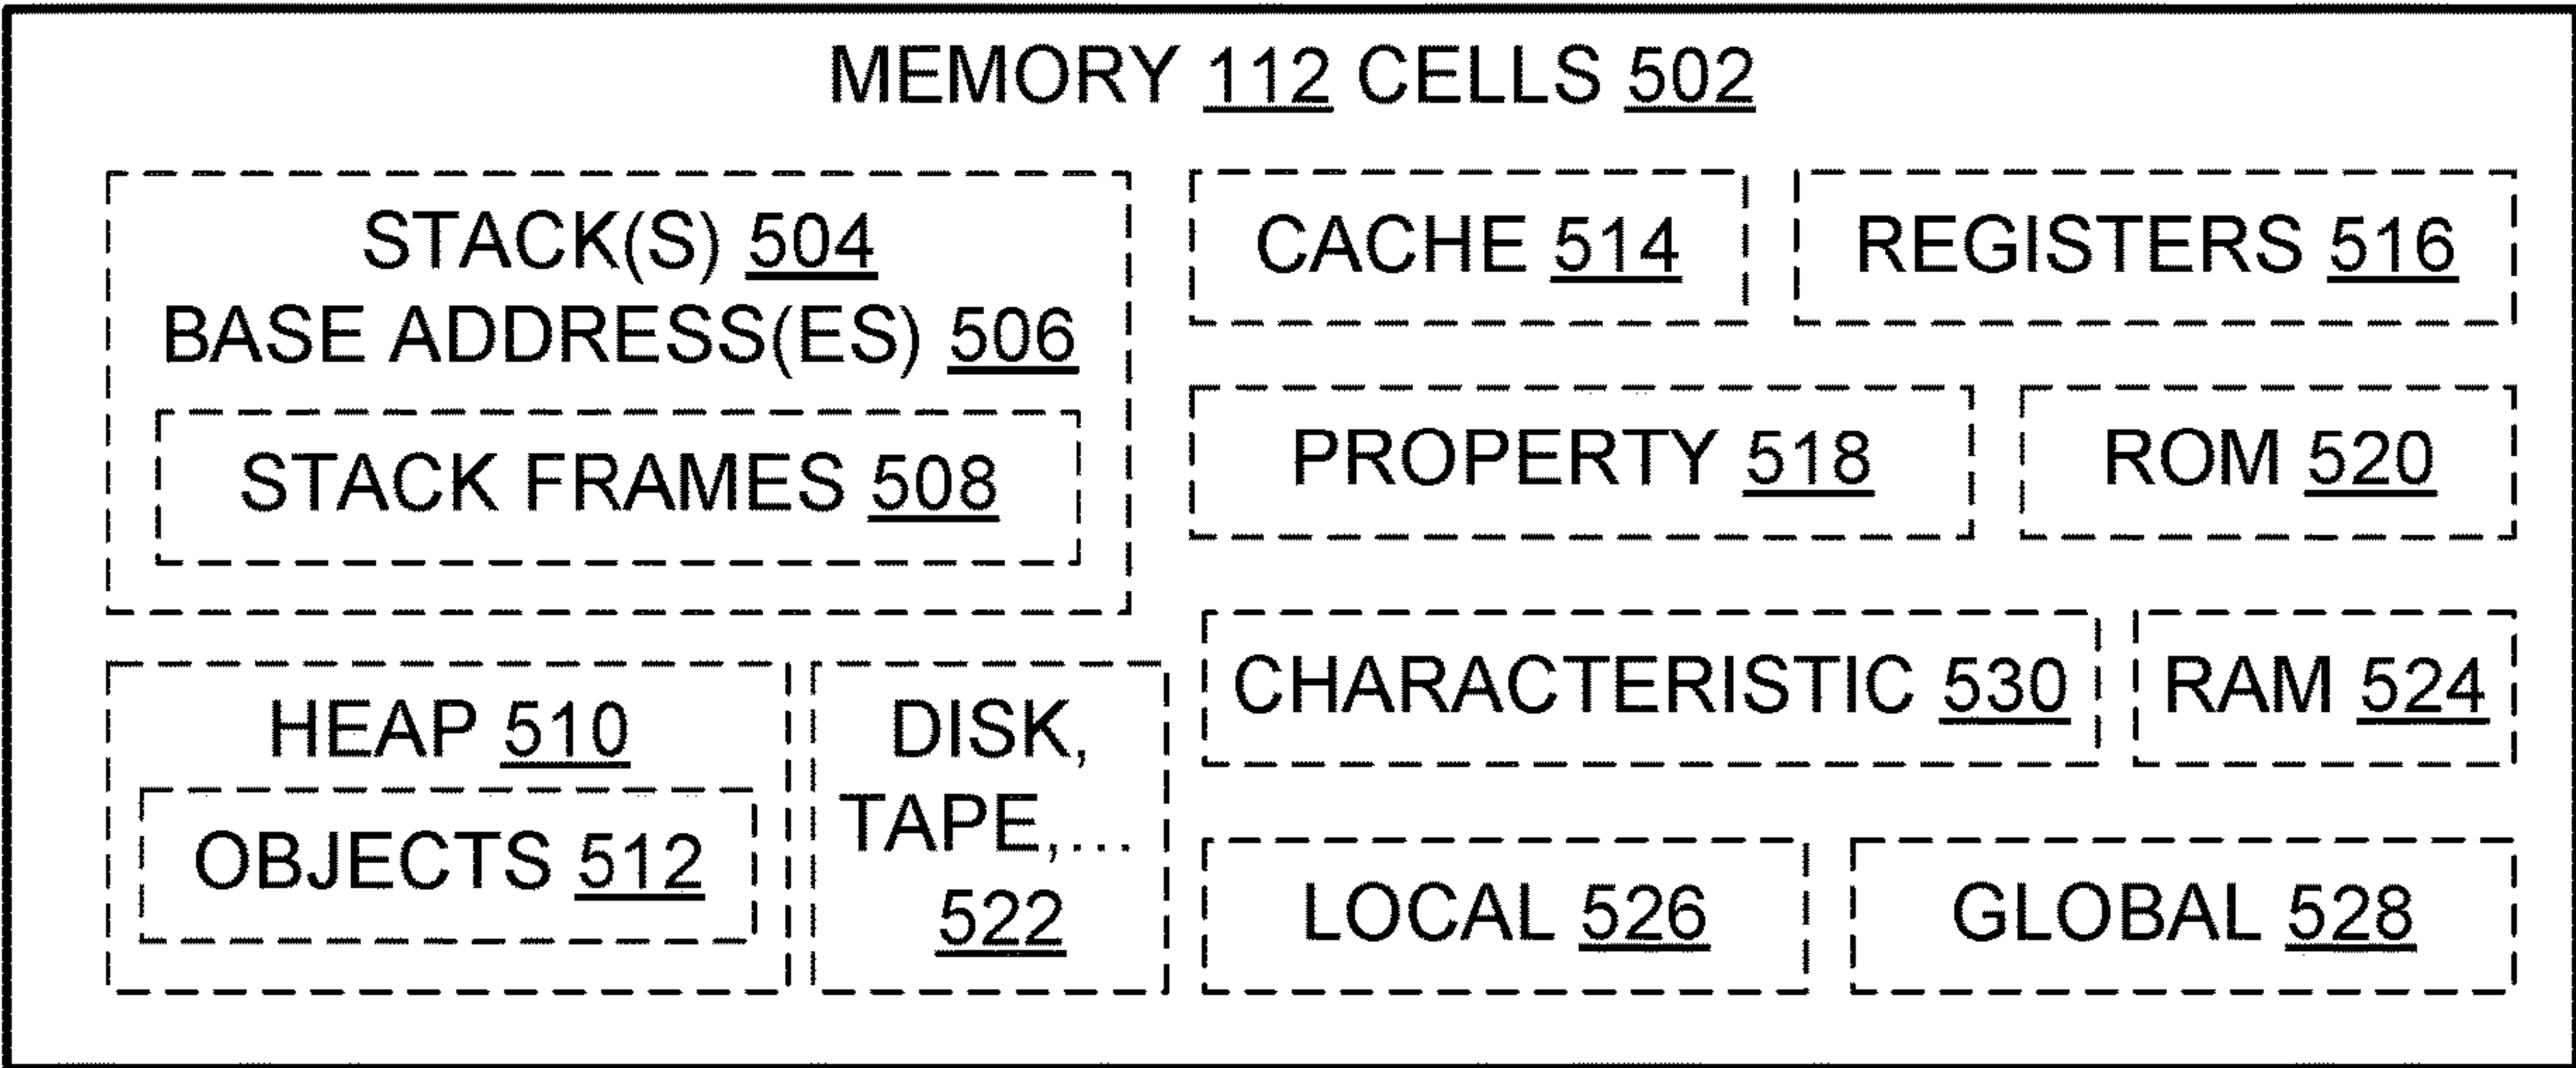 MEMORY 112 CELLS 502
STACK(S) 504
BASE ADDRESS(ES) 506
STACK FRAMES 508
CACHE 514
REGISTERS 516
PROPERTY 518
ROM 520
HEAP 510
OBJECTS 512
DISK,
TAPE,...
522
CHARACTERISTIC 530
RAM 524
LOCAL 526
GLOBAL 528